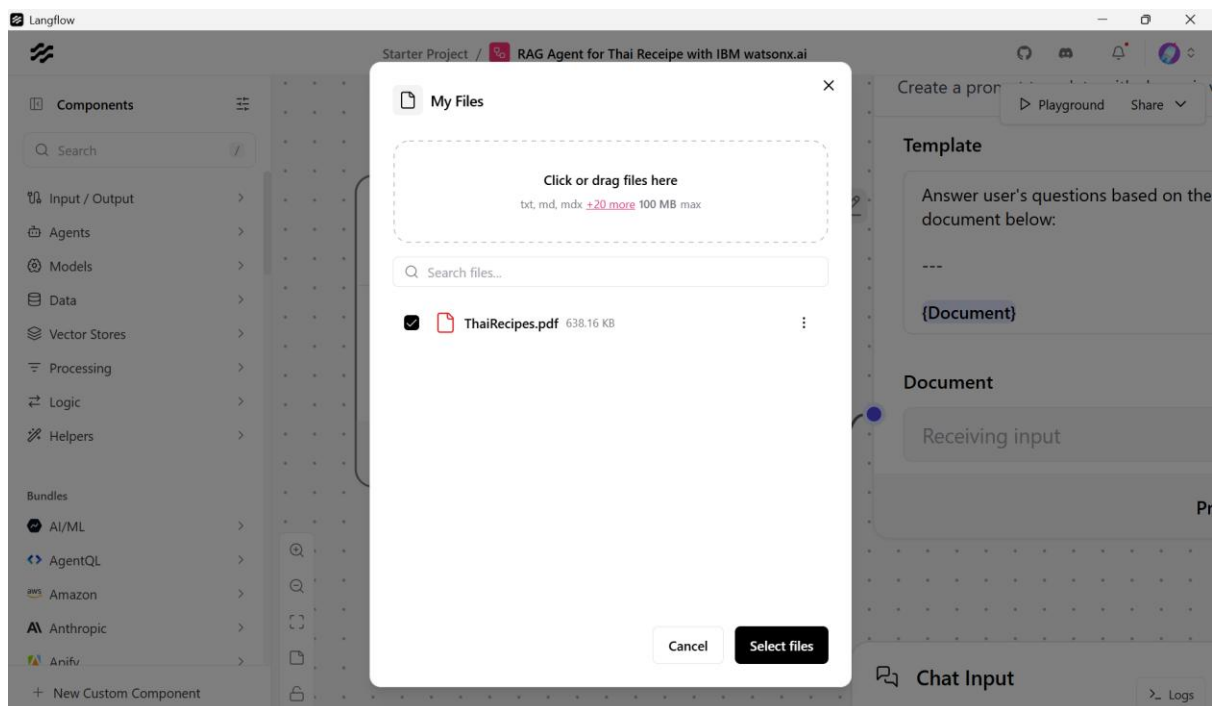 Langflow
Starter Project / RAG Agent for Thai Receipe with IBM watsonx.ai
Components
Search /
Input / Output
Agents
Models
Data
Vector Stores
Processing
Logic
Helpers
Bundles
AI/ML
AgentQL
aws Amazon
Anthropic
Apify
+ New Custom Component
My Files
Click or drag files here
txt, md, mdx +20 more 100 MB max
Search files...
ThaiRecipes.pdf 638.16 KB
Cancel
Select files
Create a
Playground
Share
Template
Answer user's questions based on the
document below:
---
{Document}
Document
Receiving input
Chat Input
>_ Logs